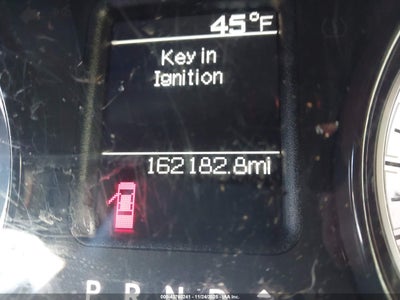 45°F
Key in
Ignition
162182.8mi
P R N D